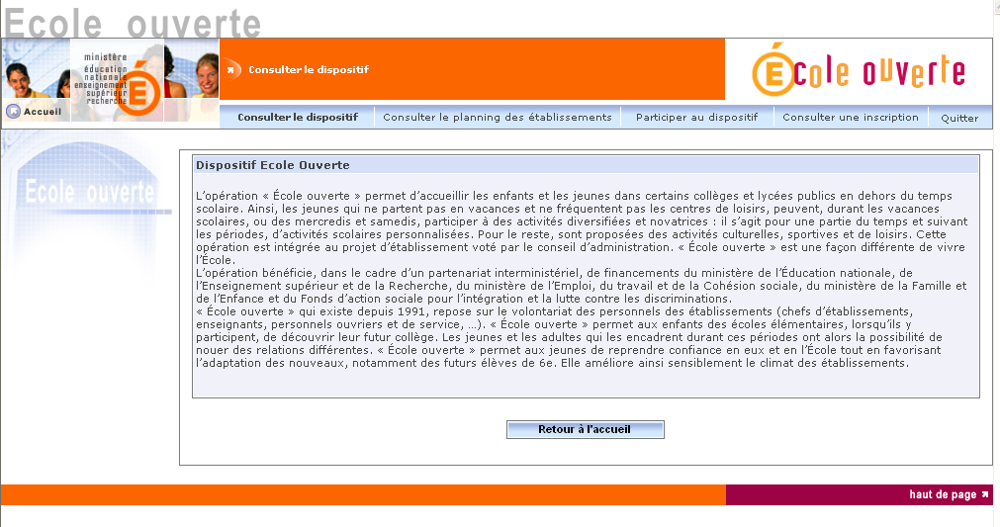 Ecole ouverte
ministère
éducation
nationale
enseignement
supérieur
recherche
É
Consulter le dispositif
École ouverte
Accueil
Consulter le dispositif
Consulter le planning des établissements
Participer au dispositif
Consulter une inscription
Quitter
Ecole ouverte
Dispositif Ecole Ouverte
L'opération « École ouverte » permet d'accueillir les enfants et les jeunes dans certains collèges et lycées publics en dehors du temps
scolaire. Ainsi, les jeunes qui ne partent pas en vacances et ne fréquentent pas les centres de loisirs, peuvent, durant les vacances
scolaires, ou des mercredis et samedis, participer à des activités diversifiées et novatrices : il s'agit pour une partie du temps et suivant
les périodes, d'activités scolaires personnalisées. Pour le reste, sont proposées des activités culturelles, sportives et de loisirs. Cette
opération est intégrée au projet d'établissement voté par le conseil d'administration. « École ouverte » est une façon différente de vivre
l'École.
L'opération bénéficie, dans le cadre d'un partenariat interministériel, de financements du ministère de l'Éducation nationale, de
l'Enseignement supérieur et de la Recherche, du ministère de l'Emploi, du travail et de la Cohésion sociale, du ministère de la Famille et
de l'Enfance et du Fonds d'action sociale pour l'intégration et la lutte contre les discriminations.
« École ouverte » qui existe depuis 1991, repose sur le volontariat des personnels des établissements (chefs d'établissements,
enseignants, personnels ouvriers et de service, ...). « École ouverte » permet aux enfants des écoles élémentaires, lorsqu'ils y
participent, de découvrir leur futur collège. Les jeunes et les adultes qui les encadrent durant ces périodes ont alors la possibilité de
nouer des relations différentes. « École ouverte » permet aux jeunes de reprendre confiance en eux et en l'École tout en favorisant
l'adaptation des nouveaux, notamment des futurs élèves de 6e. Elle améliore ainsi sensiblement le climat des établissements.
Retour à l'accueil
haut de page